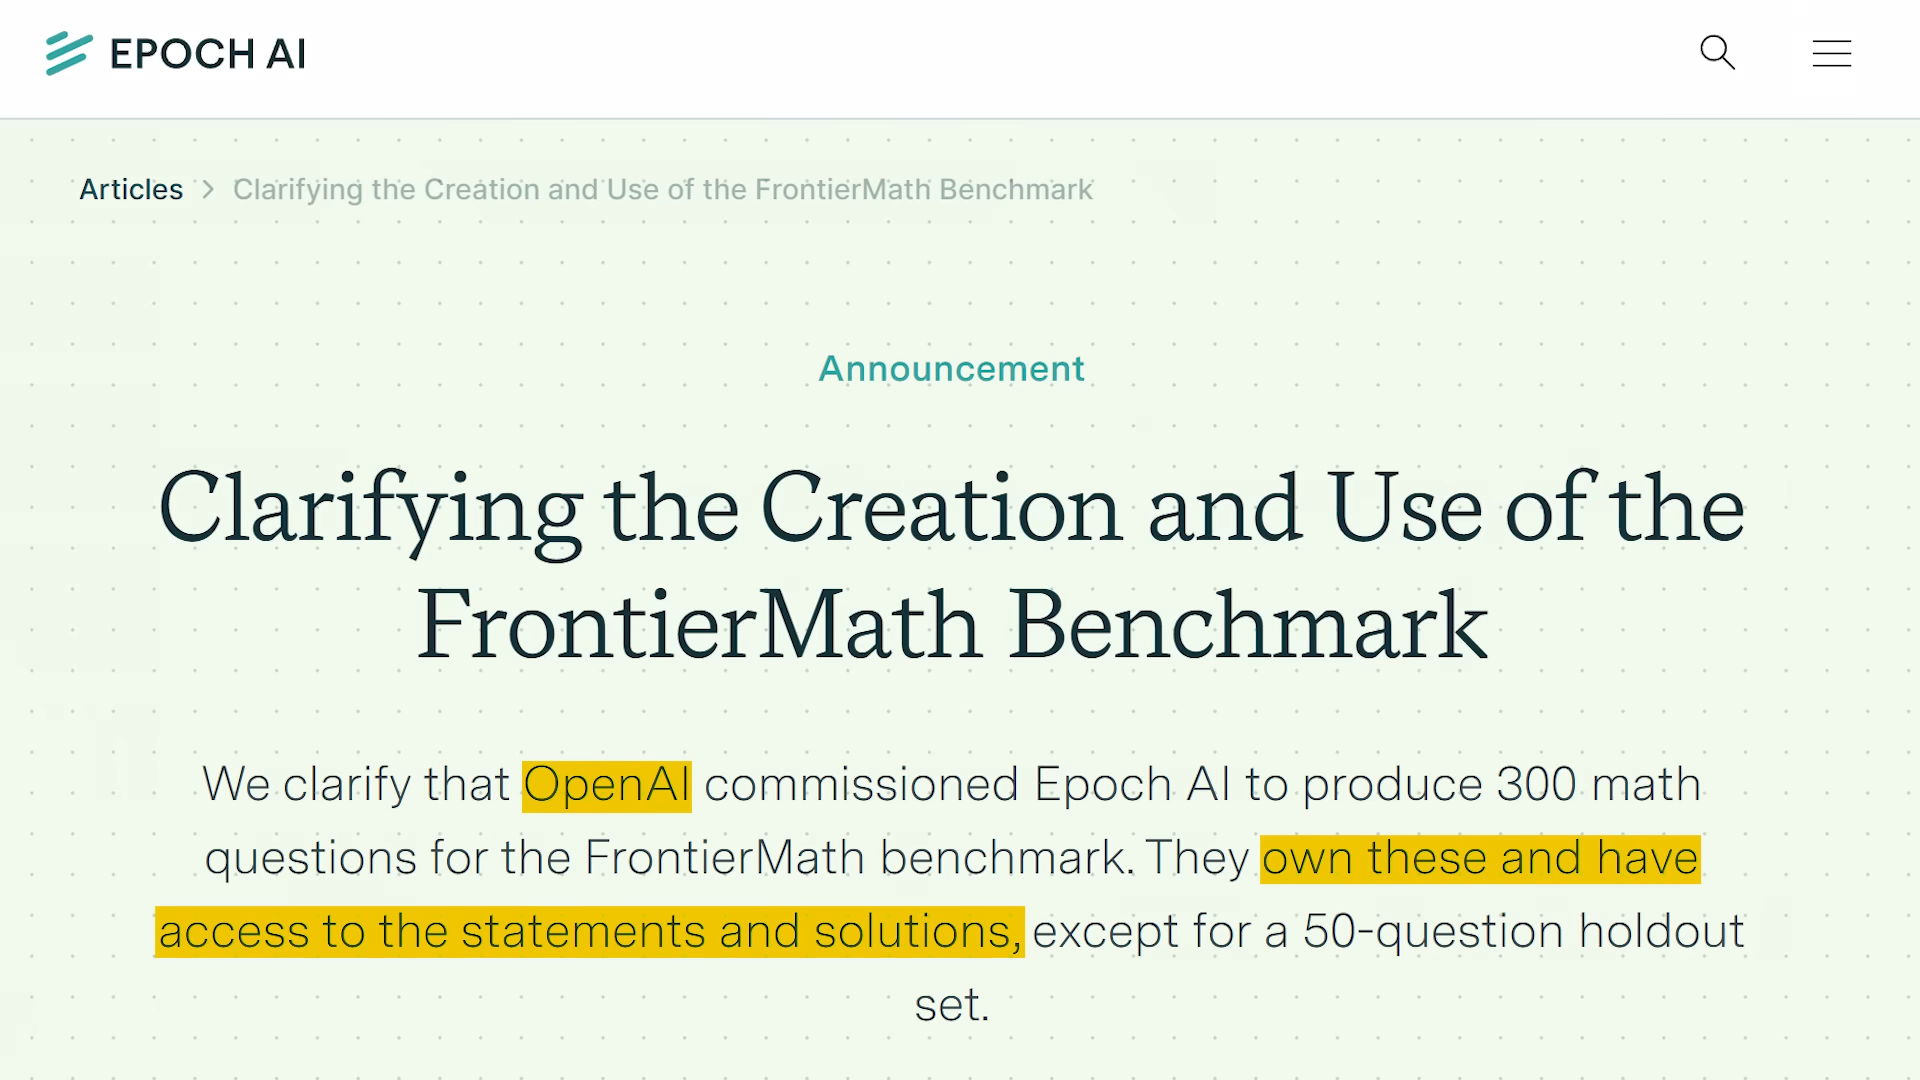 EPOCH AI
Articles > Clarifying the Creation and Use of the FrontierMath Benchmark
Announcement
Clarifying the Creation and Use of the
FrontierMath Benchmark
We clarify that OpenAI commissioned Epoch AI to produce 300 math
questions for the FrontierMath benchmark. They own these and have
access to the statements and solutions, except for a 50-question holdout
set.